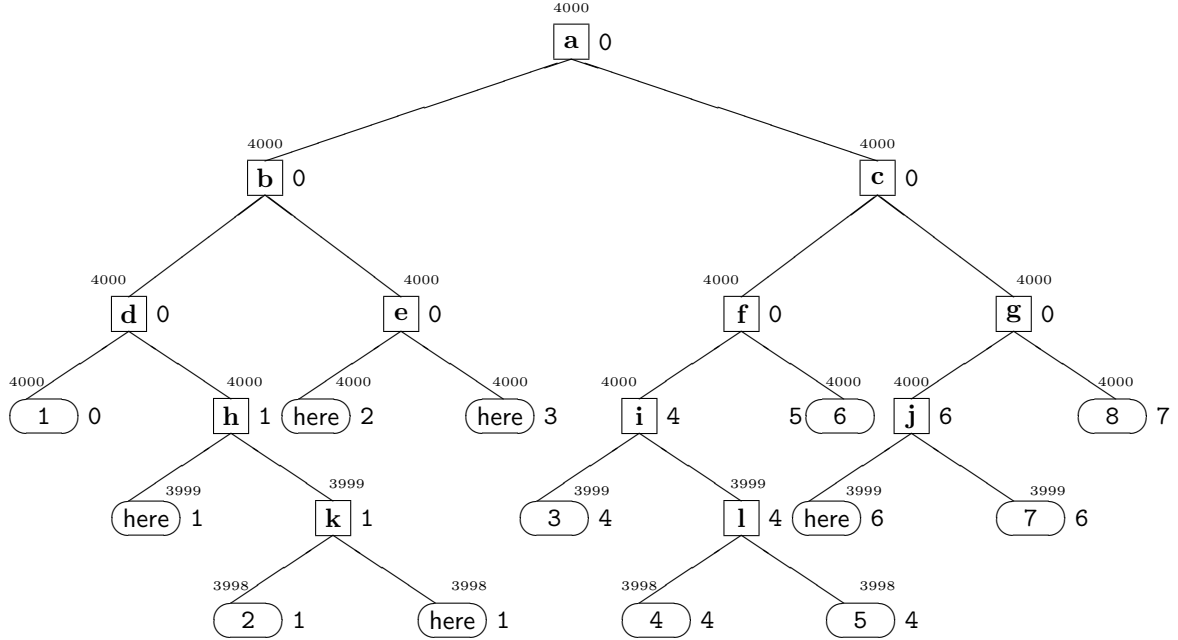 4000
a 0
4000 4000
b 0 c 0
4000 4000 4000 4000
d 0 e 0 f 0 g 0
4000 4000 4000 4000 4000 4000 4000 4000
1 0 h 1 here 2 here 3 i 4 5 6 j 6 8 7
3999 3999 3999 3999 3999 3999
here 1 k 1 3 4 l 4 here 6 7 6
3998 3998 3998 3998
2 1 here 1 4 4 5 4